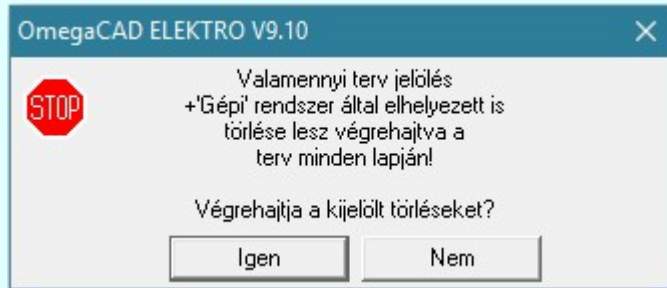 OmegaCAD ELEKTRO V9.10
STOP
Valamennyi terv jelölés
+'Gépi' rendszer által elhelyezett is
törlése lesz végrehajtva a
terv minden lapján!
Végrehajtja a kijelölt törléseket?
Igen
Nem